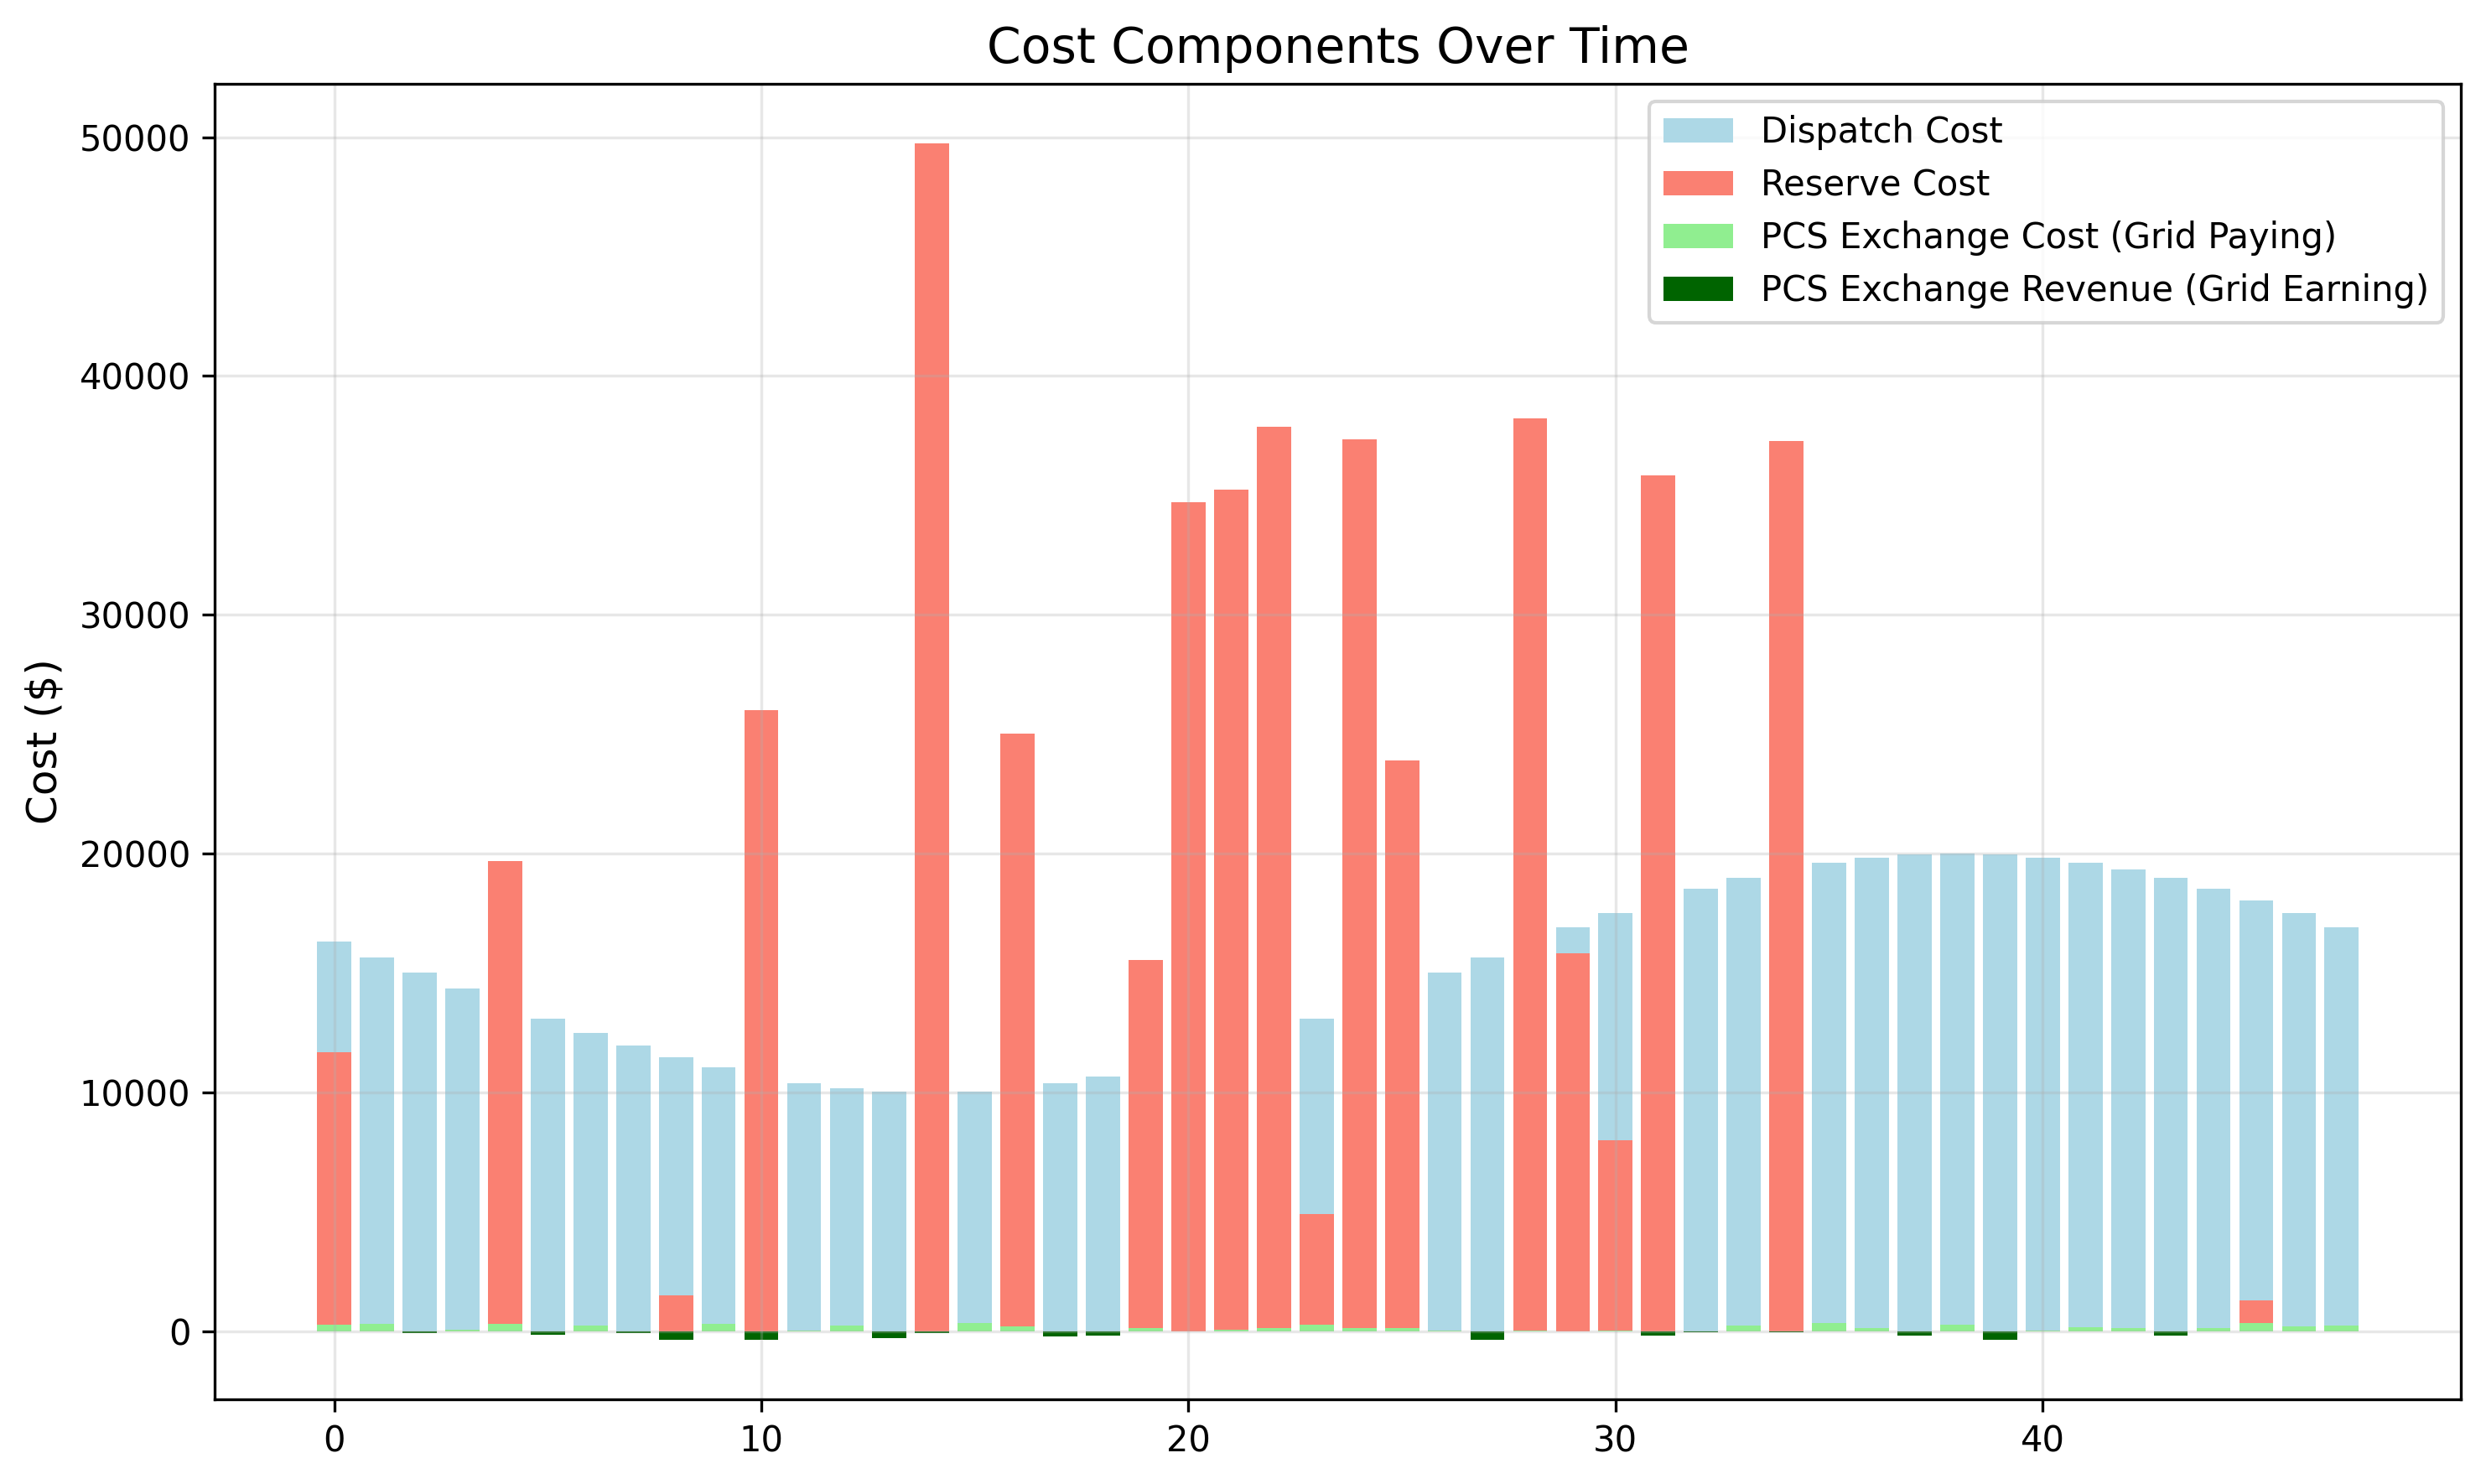 Cost Components Over Time
Dispatch Cost
Reserve Cost
PCS Exchange Cost (Grid Paying)
PCS Exchange Revenue (Grid Earning)
Cost ($)
50000
40000
30000
20000
10000
0
0 10 20 30 40